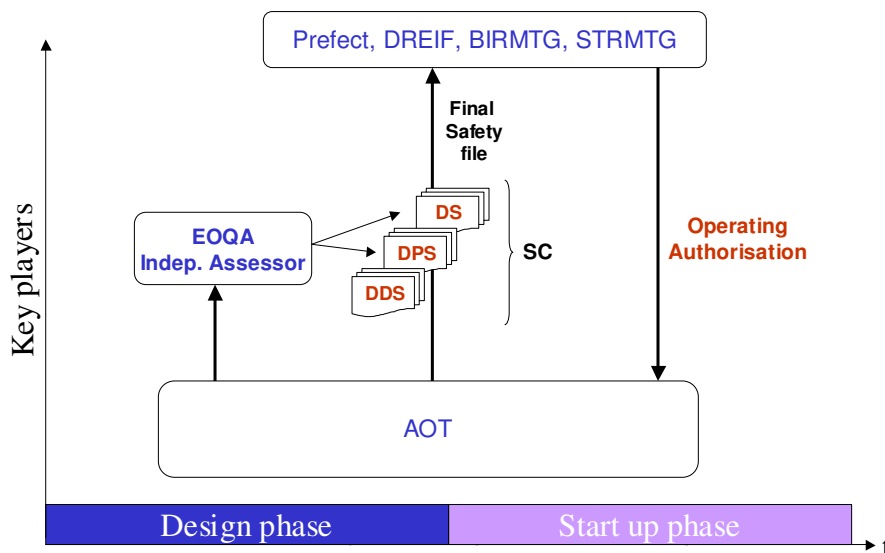 Prefect, DREIF, BIRMTG, STRMTG
Final
Safety
file
DS
EOQA
Indep. Assessor
DPS
SC
Operating
Authorisation
DDS
Key players
AOT
Design phase
Start up phase
t